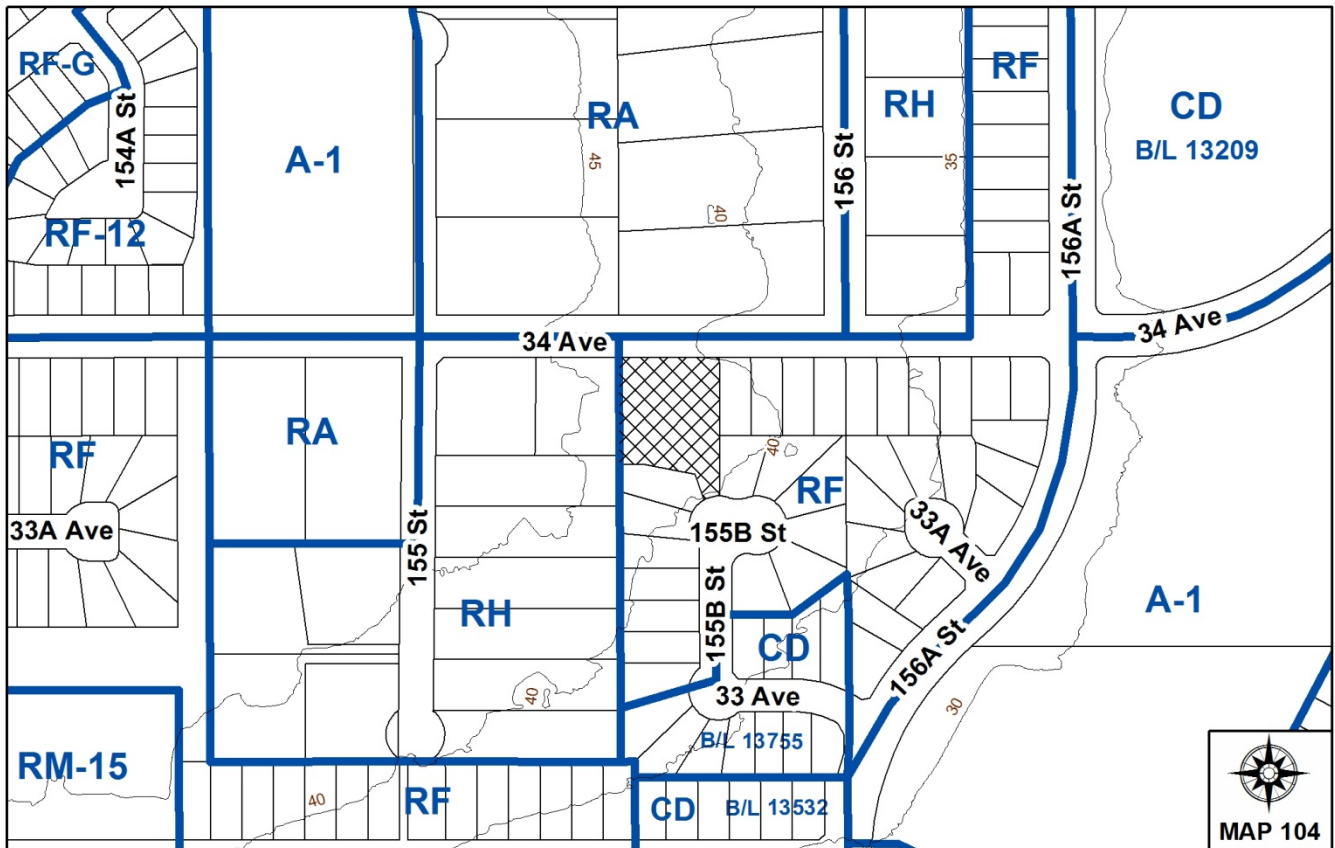 RF-G
154A St
RF-12
A-1
RA
45
40
156 St
RH
35
RF
156A St
CD
B/L 13209
34 Ave
34 Ave
RF
33A Ave
RA
155 St
RH
40
40
RF
155B St
155B St
33A Ave
CD
33 Ave
B/L 13755
156A St
A-1
30
RM-15
40
RF
CD
B/L 13532
MAP 104